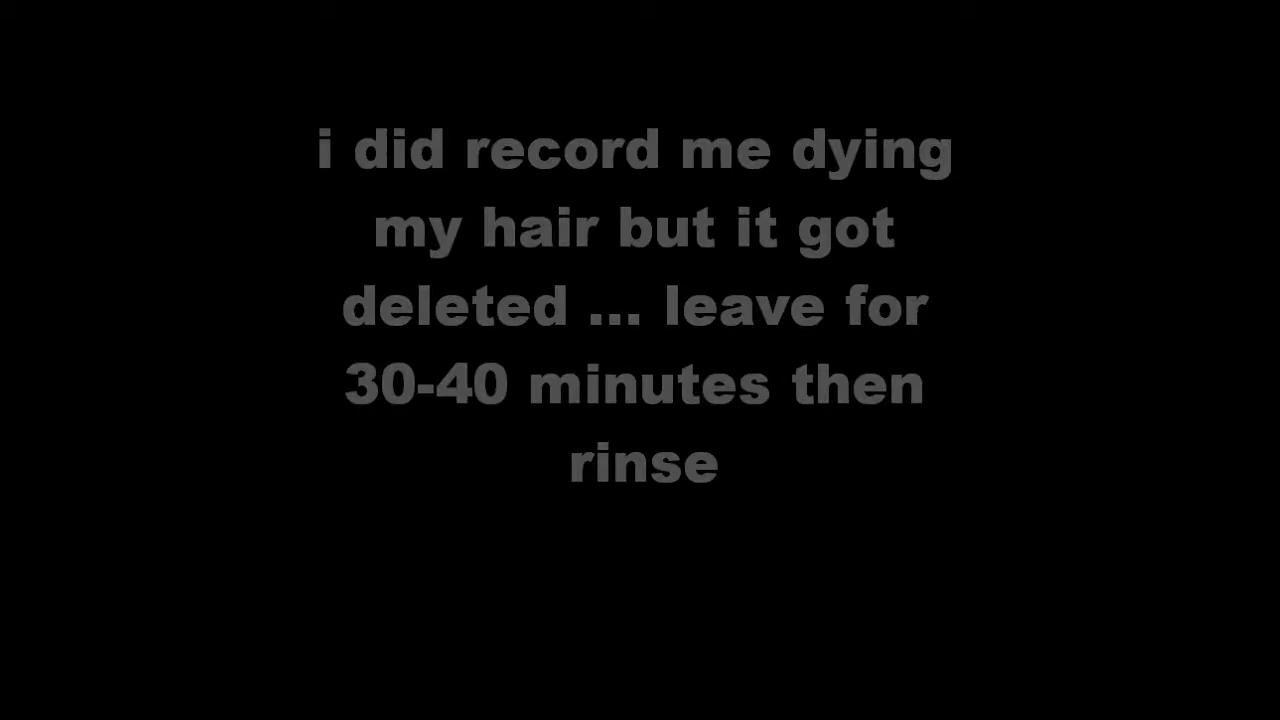 i did record me dying
my hair but it got
deleted ... leave for
30-40 minutes then
rinse